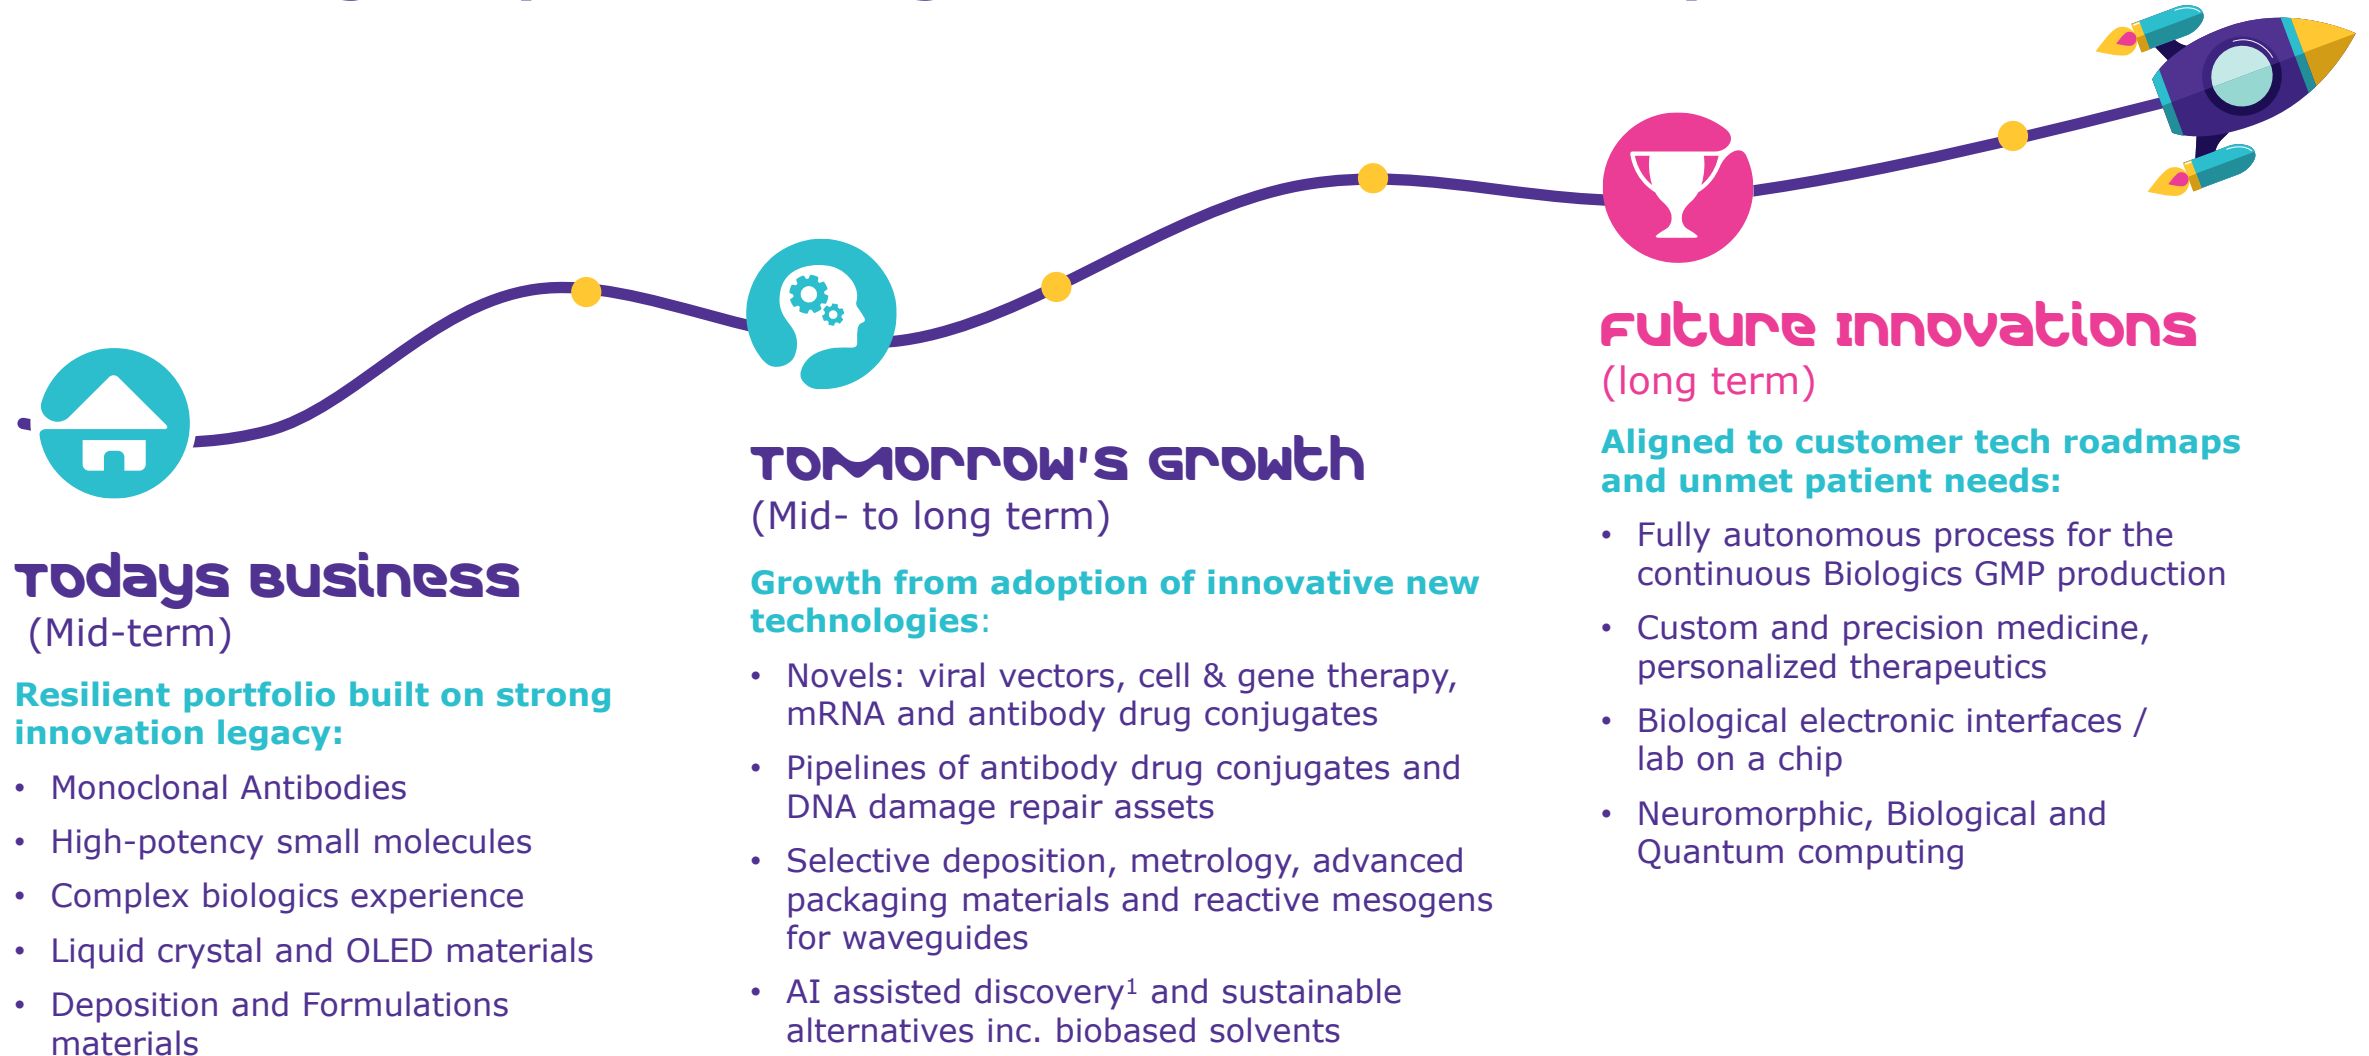 Todays Business
(Mid-term)
Resilient portfolio built on strong
innovation legacy:
• Monoclonal Antibodies
• High-potency small molecules
• Complex biologics experience
• Liquid crystal and OLED materials
• Deposition and Formulations
materials
Tomorrow's Growth
(Mid- to long term)
Growth from adoption of innovative new
technologies:
• Novels: viral vectors, cell & gene therapy,
mRNA and antibody drug conjugates
• Pipelines of antibody drug conjugates and
DNA damage repair assets
• Selective deposition, metrology, advanced
packaging materials and reactive mesogens
for waveguides
• AI assisted discovery¹ and sustainable
alternatives inc. biobased solvents
Future Innovations
(long term)
Aligned to customer tech roadmaps
and unmet patient needs:
• Fully autonomous process for the
continuous Biologics GMP production
• Custom and precision medicine,
personalized therapeutics
• Biological electronic interfaces /
lab on a chip
• Neuromorphic, Biological and
Quantum computing